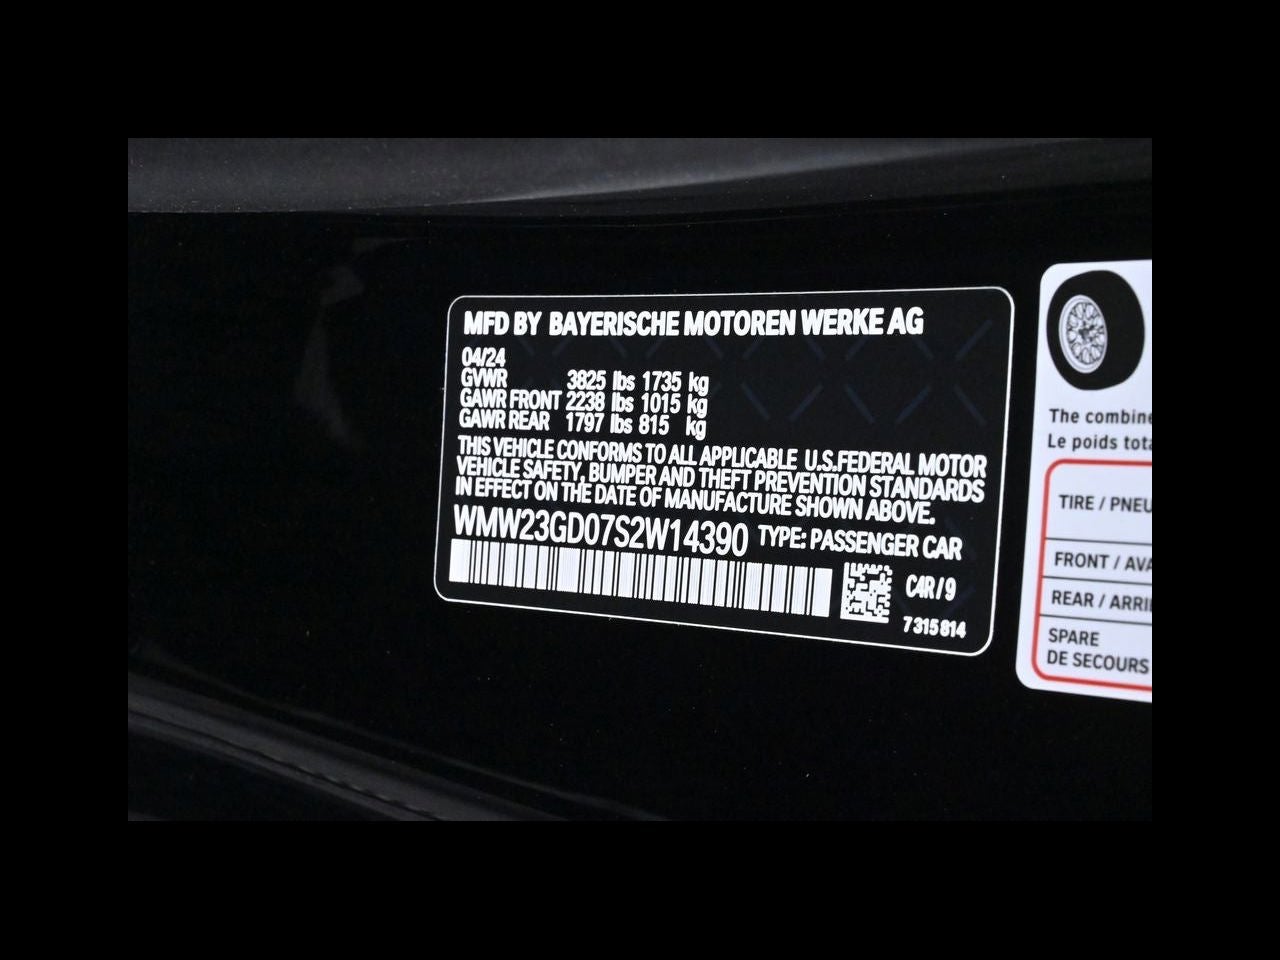 MFD BY BAYERISCHE MOTOREN WERKE AG
04/24
GVWR 3825 lbs 1735 kg
GAWR FRONT 2238 lbs 1015 kg
GAWR REAR 1797 lbs 815 kg
THIS VEHICLE CONFORMS TO ALL APPLICABLE U.S.FEDERAL MOTOR
VEHICLE SAFETY, BUMPER AND THEFT PREVENTION STANDARDS
IN EFFECT ON THE DATE OF MANUFACTURE SHOWN ABOVE.
WMW23GD07S2W14390 TYPE: PASSENGER CAR
C4R/9
7315814
The combine
Le poids tota
TIRE / PNEU
FRONT / AVA
REAR / ARRI
SPARE
DE SECOURS